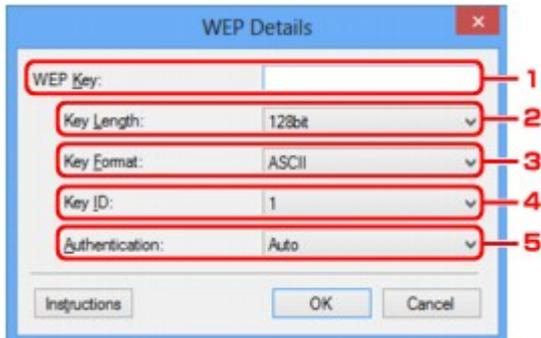 WEP Details
WEP Key: 1
Key Length: 128bit 2
Key Format: ASCII 3
Key ID: 1 4
Authentication: Auto 5
Instructions OK Cancel